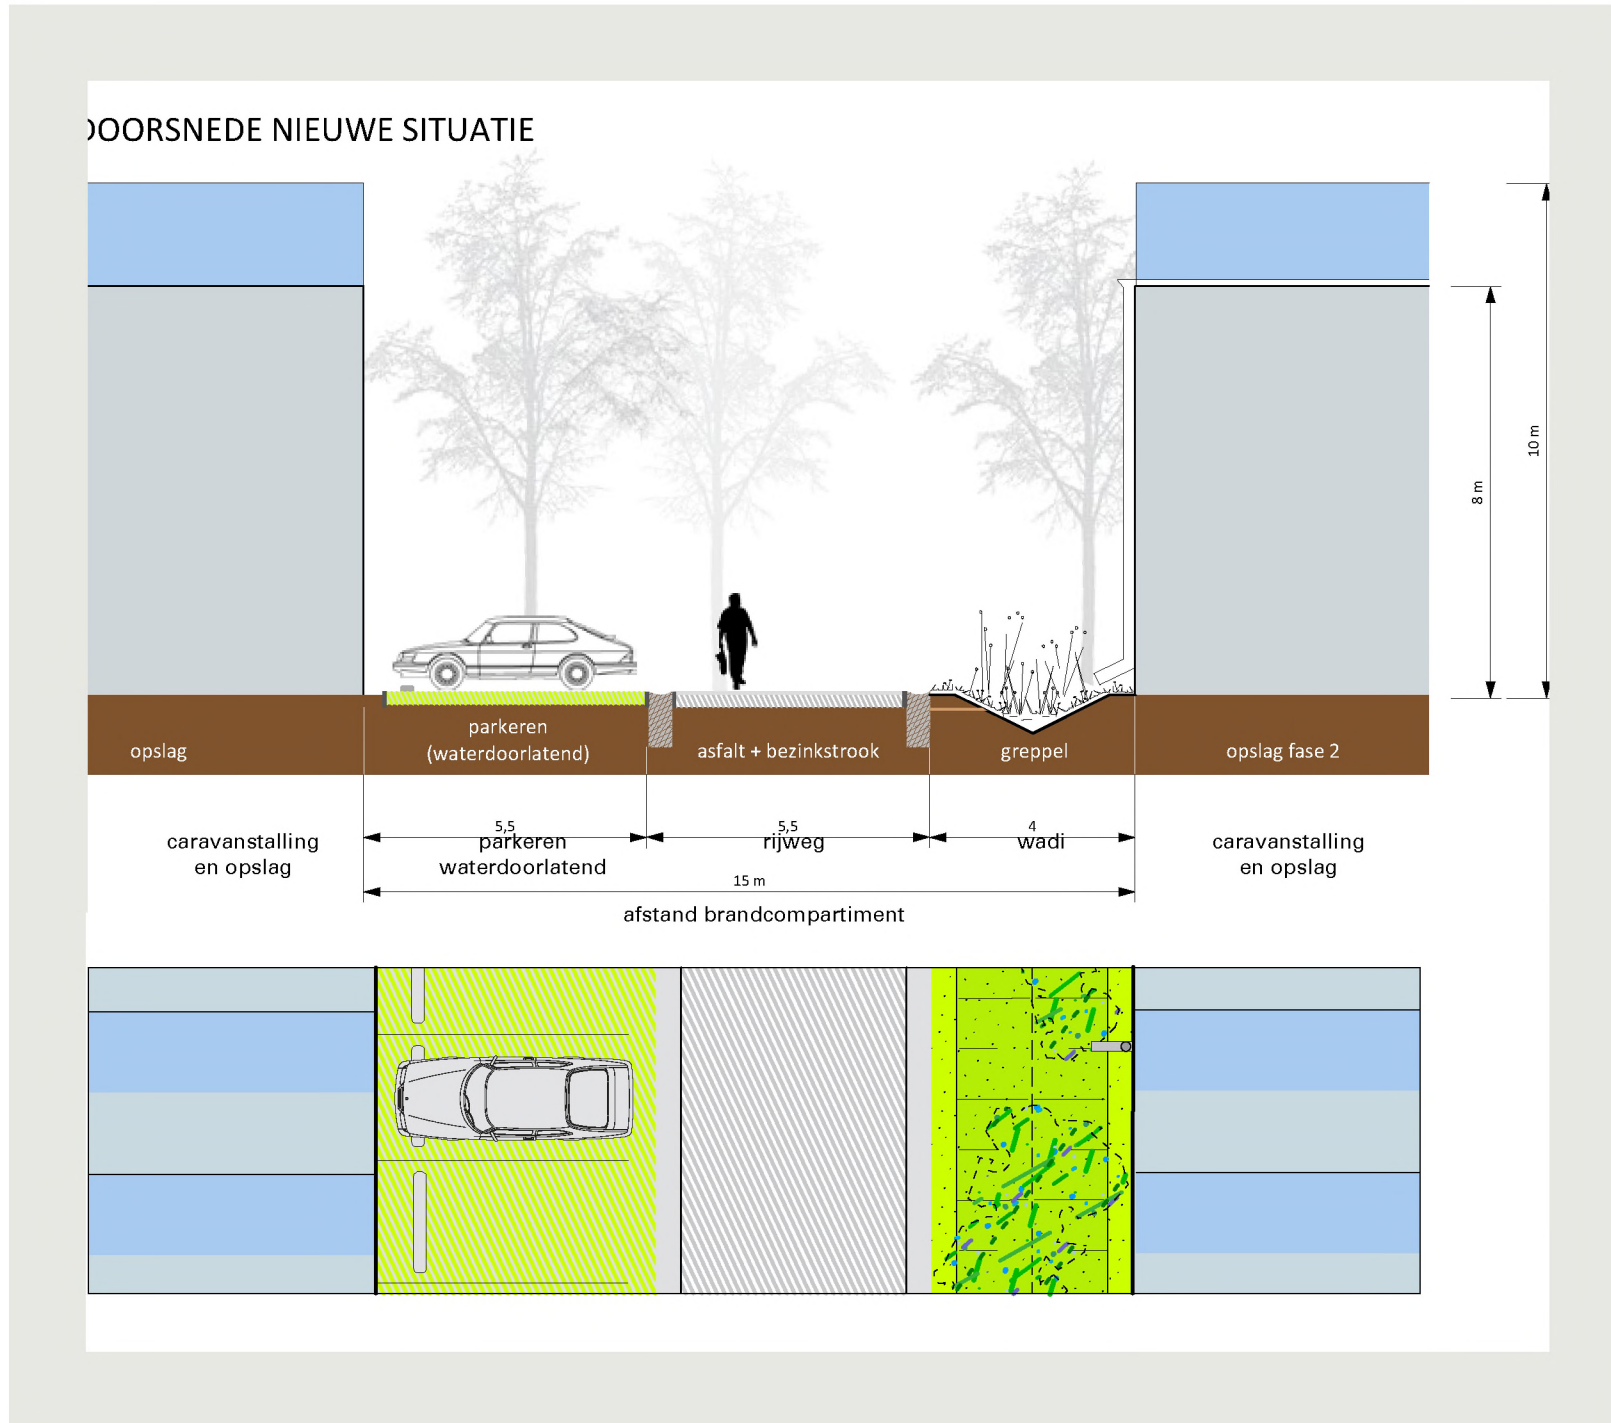 DOORSNEDE NIEUWE SITUATIE
10 m
8 m
parkeren
(waterdoorlatend)
opslag
asfalt + bezinkstrook
greppel
opslag fase 2
5,5
5,5
4
caravanstalling
en opslag
parkeren
waterdoorlatend
rijweg
wadi
caravanstalling
en opslag
15 m
afstand brandcompartiment